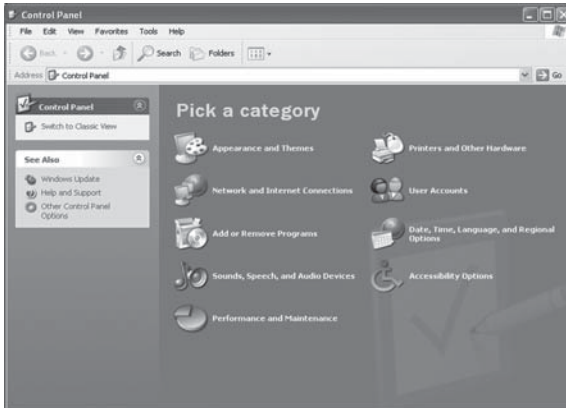 Control Panel
File Edit View Favorites Tools Help
Back Search Folders
Address Control Panel Go
Control Panel
Switch to Classic View
See Also
Windows Update
Help and Support
Other Control Panel
Options
Pick a category
Appearance and Themes
Printers and Other Hardware
Network and Internet Connections
User Accounts
Add or Remove Programs
Date, Time, Language, and Regional
Options
Sounds, Speech, and Audio Devices
Accessibility Options
Performance and Maintenance